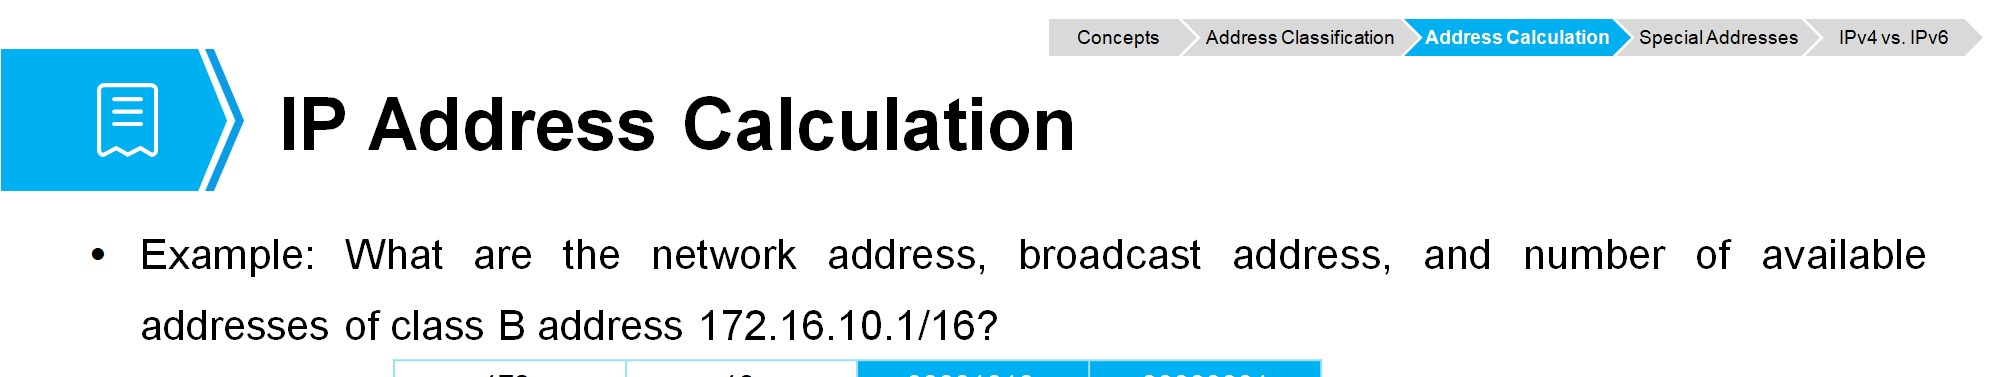 Concepts Address Classification Address Calculation Special Addresses IPv4 vs. IPv6
IP Address Calculation
• Example: What are the network address, broadcast address, and number of available
addresses of class B address 172.16.10.1/16?